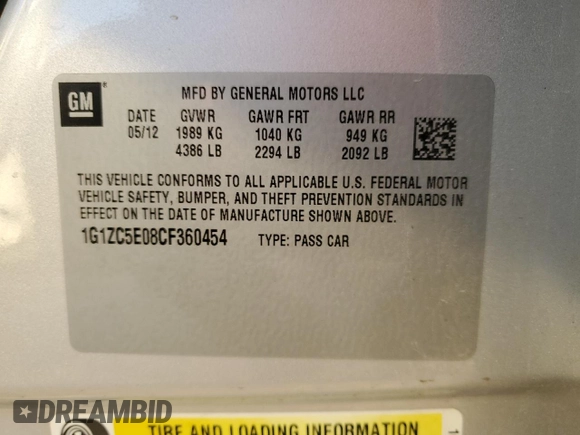 GM
MFD BY GENERAL MOTORS LLC
DATE GVWR GAWR FRT GAWR RR
05/12 1989 KG 1040 KG 949 KG
4386 LB 2294 LB 2092 LB
THIS VEHICLE CONFORMS TO ALL APPLICABLE U.S. FEDERAL MOTOR
VEHICLE SAFETY, BUMPER, AND THEFT PREVENTION STANDARDS IN
EFFECT ON THE DATE OF MANUFACTURE SHOWN ABOVE.
1G1ZC5E08CF360454 TYPE: PASS CAR
TIRE AND LOADING INFORMATION
DREAMBID